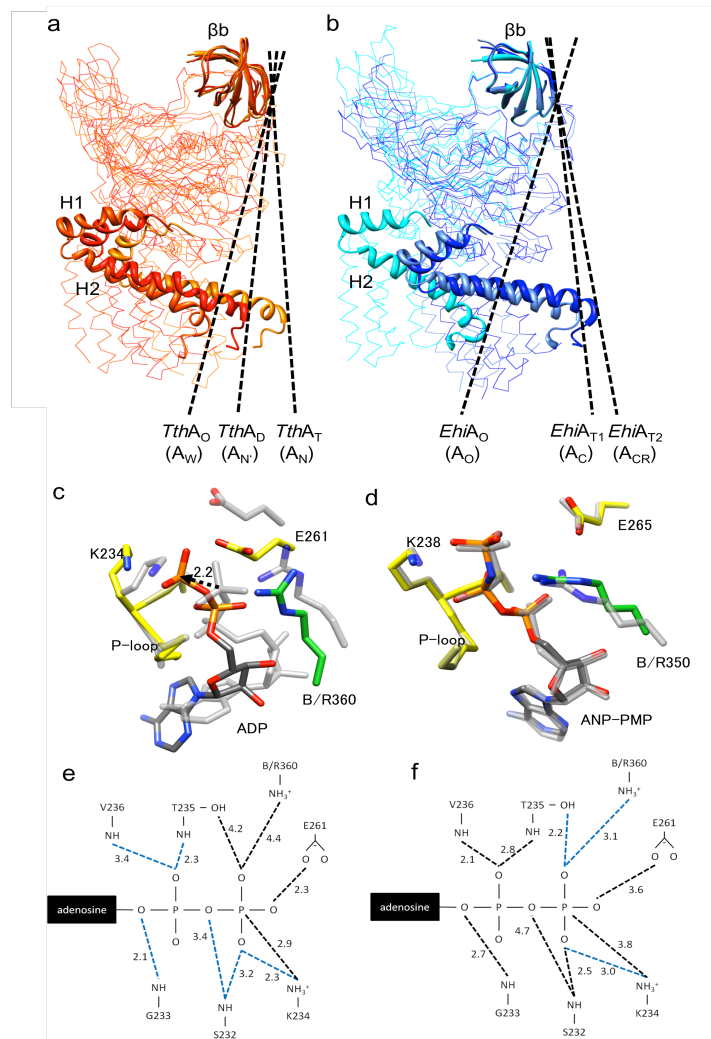 a
βb
H1
H2
TthAO TthAD TthAT
(AW) (AN') (AN)
b
βb
H1
H2
EhiAO EhiAT1 EhiAT2
(AO) (AC) (ACR)
c
K234
E261
2.2
P-loop
B/R360
ADP
d
K238
E265
P-loop
B/R350
ANP-PMP
e
B/R360
NH3+
V236
T235 – OH
NH
NH
4.2
4.4
E261
3.4
2.3
O O
2.3
O
O
adenosine
O P O P O
O
O
3.4
2.9
2.1
3.2
2.3
NH
NH
NH3+
G233
S232
K234
f
B/R360
NH3+
V236
T235 – OH
NH
NH
2.2
3.1
E261
2.1
2.8
O O
3.6
O
O
adenosine
O P O P O
O
O
4.7
3.8
2.7
2.5
3.0
NH
NH
NH3+
G233
S232
K234